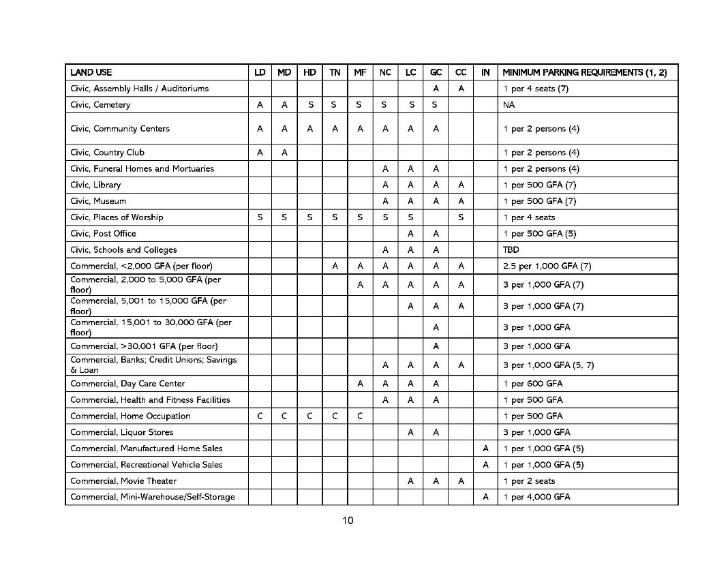 LAND USE LD MD HD TN MF NC LC GC CC IN MINIMUM PARKING REQUIREMENTS (1, 2)
Civic, Assembly Halls / Auditoriums A A 1 per 4 seats (7)
Civic, Cemetery A A S S S S S S NA
Civic, Community Centers A A A A A A A A 1 per 2 persons (4)
Civic, Country Club A A 1 per 2 persons (4)
Civic, Funeral Homes and Mortuaries A A A 1 per 2 persons (4)
Civic, Library A A A A 1 per 500 GFA (7)
Civic, Museum A A A A 1 per 500 GFA (7)
Civic, Places of Worship S S S S S S S S 1 per 4 seats
Civic, Post Office A A 1 per 500 GFA (5)
Civic, Schools and Colleges A A A TBD
Commercial, <2,000 GFA (per floor) A A A A A A 2.5 per 1,000 GFA (7)
Commercial, 2,000 to 5,000 GFA (per
floor) A A A A A 3 per 1,000 GFA (7)
Commercial, 5,001 to 15,000 GFA (per
floor) A A A 3 per 1,000 GFA (7)
Commercial, 15,001 to 30,000 GFA (per
floor) A 3 per 1,000 GFA
Commercial, >30,001 GFA (per floor) A 3 per 1,000 GFA
Commercial, Banks; Credit Unions; Savings
& Loan A A A A 3 per 1,000 GFA (5, 7)
Commercial, Day Care Center A A A A 1 per 600 GFA
Commercial, Health and Fitness Facilities A A A 1 per 500 GFA
Commercial, Home Occupation C C C C C 1 per 500 GFA
Commercial, Liquor Stores A A 3 per 1,000 GFA
Commercial, Manufactured Home Sales A 1 per 1,000 GFA (5)
Commercial, Recreational Vehicle Sales A 1 per 1,000 GFA (5)
Commercial, Movie Theater A A A 1 per 2 seats
Commercial, Mini-Warehouse/Self-Storage A 1 per 4,000 GFA
10